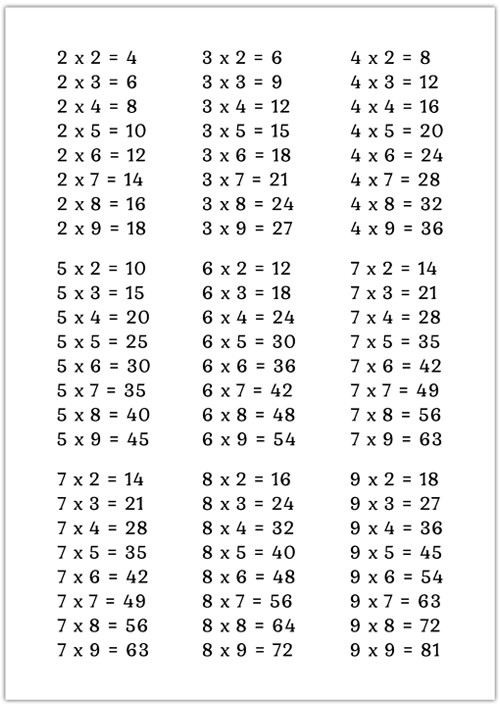 2 x 2 = 4
2 x 3 = 6
2 x 4 = 8
2 x 5 = 10
2 x 6 = 12
2 x 7 = 14
2 x 8 = 16
2 x 9 = 18
3 x 2 = 6
3 x 3 = 9
3 x 4 = 12
3 x 5 = 15
3 x 6 = 18
3 x 7 = 21
3 x 8 = 24
3 x 9 = 27
4 x 2 = 8
4 x 3 = 12
4 x 4 = 16
4 x 5 = 20
4 x 6 = 24
4 x 7 = 28
4 x 8 = 32
4 x 9 = 36
5 x 2 = 10
5 x 3 = 15
5 x 4 = 20
5 x 5 = 25
5 x 6 = 30
5 x 7 = 35
5 x 8 = 40
5 x 9 = 45
6 x 2 = 12
6 x 3 = 18
6 x 4 = 24
6 x 5 = 30
6 x 6 = 36
6 x 7 = 42
6 x 8 = 48
6 x 9 = 54
7 x 2 = 14
7 x 3 = 21
7 x 4 = 28
7 x 5 = 35
7 x 6 = 42
7 x 7 = 49
7 x 8 = 56
7 x 9 = 63
7 x 2 = 14
7 x 3 = 21
7 x 4 = 28
7 x 5 = 35
7 x 6 = 42
7 x 7 = 49
7 x 8 = 56
7 x 9 = 63
8 x 2 = 16
8 x 3 = 24
8 x 4 = 32
8 x 5 = 40
8 x 6 = 48
8 x 7 = 56
8 x 8 = 64
8 x 9 = 72
9 x 2 = 18
9 x 3 = 27
9 x 4 = 36
9 x 5 = 45
9 x 6 = 54
9 x 7 = 63
9 x 8 = 72
9 x 9 = 81